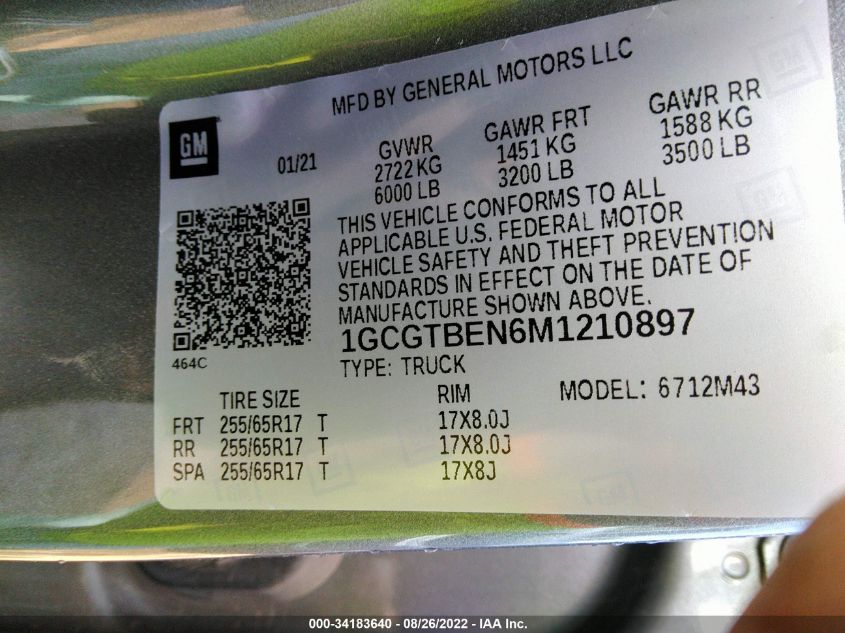 MFD BY GENERAL MOTORS LLC
GM
01/21
GVWR
2722 KG
6000 LB
GAWR FRT
1451 KG
3200 LB
GAWR RR
1588 KG
3500 LB
THIS VEHICLE CONFORMS TO ALL
APPLICABLE U.S. FEDERAL MOTOR
VEHICLE SAFETY AND THEFT PREVENTION
STANDARDS IN EFFECT ON THE DATE OF
MANUFACTURE SHOWN ABOVE.
1GCGTBEN6M1210897
464C
TYPE: TRUCK
MODEL: 6712M43
TIRE SIZE RIM
FRT 255/65R17 T 17X8.0J
RR 255/65R17 T 17X8.0J
SPA 255/65R17 T 17X8J
000-34183640 - 08/26/2022 - IAA Inc.